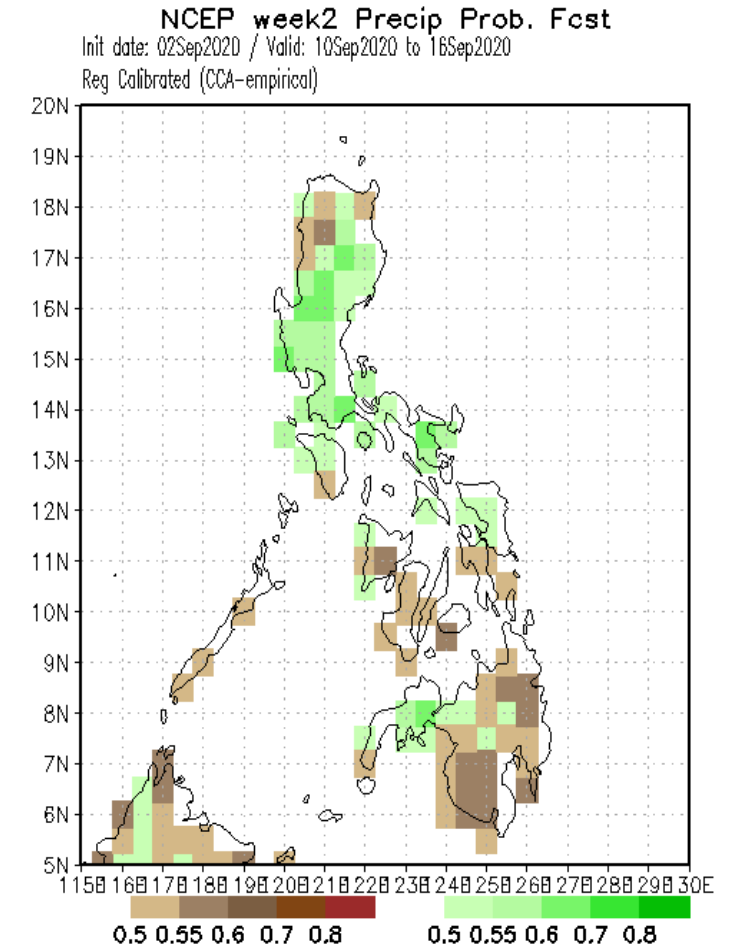 NCEP week2 Precip Prob. Fcst
Init date: 02Sep2020 / Valid: 10Sep2020 to 16Sep2020
Reg Calibrated (CCA-empirical)
20N
19N
18N
17N
16N
15N
14N
13N
12N
11N
10N
9N
8N
7N
6N
5N
115E 116E 117E 118E 119E 120E 121E 122E 123E 124E 125E 126E 127E 128E 129E 130E
0.5 0.55 0.6 0.7 0.8 0.5 0.55 0.6 0.7 0.8